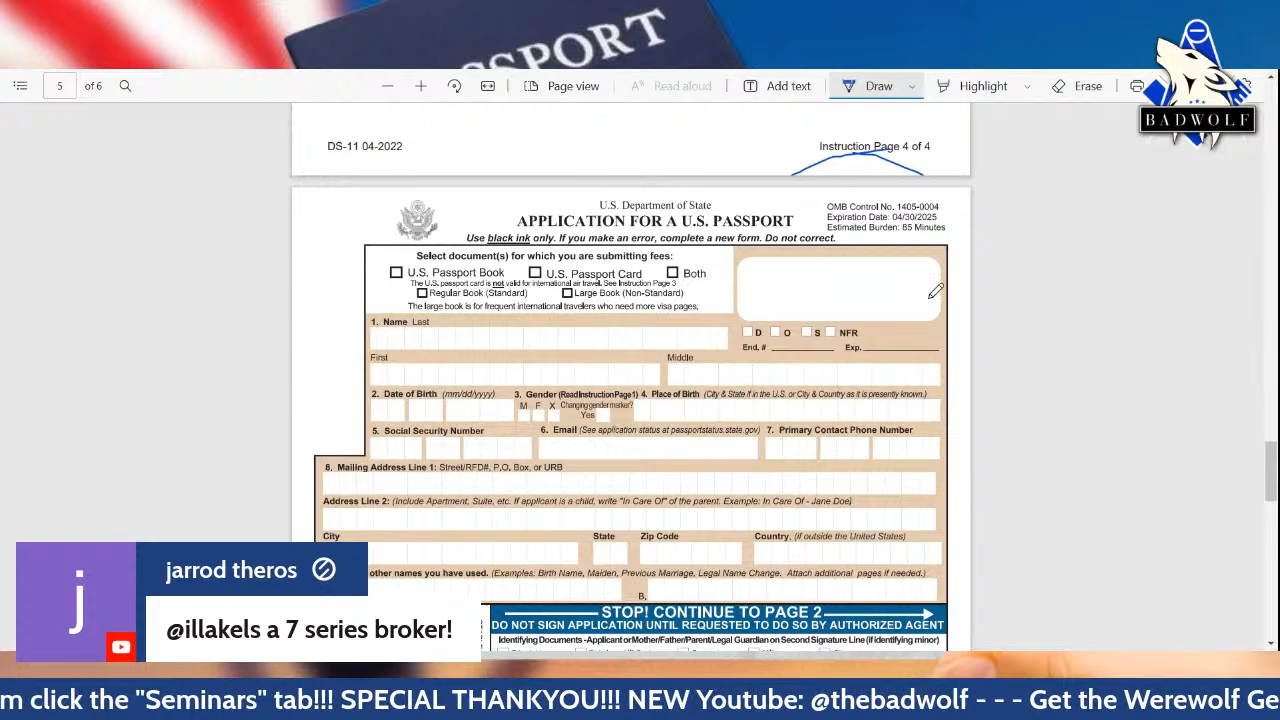 PASSPORT
5 of 6
Page view
Read aloud
Add text
Draw
Highlight
Erase
BADWOLF
DS-11 04-2022
Instruction Page 4 of 4
U.S. Department of State
APPLICATION FOR A U.S. PASSPORT
Use black ink only. If you make an error, complete a new form. Do not correct.
OMB Control No. 1405-0004
Expiration Date: 04/30/2025
Estimated Burden: 85 Minutes
Select document(s) for which you are submitting fees:
U.S. Passport Book U.S. Passport Card Both
The U.S. passport card is not valid for international air travel. See Instruction Page 3
Regular Book (Standard) Large Book (Non-Standard)
The large book is for frequent international travelers who need more visa pages.
D O S NFR
End. # Exp.
1. Name Last
First Middle
2. Date of Birth (mm/dd/yyyy) 3. Gender (Read Instruction Page1) 4. Place of Birth (City & State if in the U.S. or City & Country as it is presently known.)
M F X Changing gender marker?
Yes
5. Social Security Number 6. Email (See application status at passportstatus.state.gov) 7. Primary Contact Phone Number
8. Mailing Address Line 1: Street/RFD#, P.O. Box, or URB
Address Line 2: (Include Apartment, Suite, etc. If applicant is a child, write "In Care Of" of the parent. Example: In Care Of - Jane Doe)
City State Zip Code Country, (if outside the United States)
other names you have used. (Examples: Birth Name, Maiden, Previous Marriage, Legal Name Change. Attach additional pages if needed.)
B.
STOP! CONTINUE TO PAGE 2
DO NOT SIGN APPLICATION UNTIL REQUESTED TO DO SO BY AUTHORIZED AGENT
Identifying Documents - Applicant or Mother/Father/Parent/Legal Guardian on Second Signature Line (if identifying minor)
j
jarrod theros
@illakels a 7 series broker!
m click the "Seminars" tab!!! SPECIAL THANKYOU!!! NEW Youtube: @thebadwolf - - - Get the Werewolf Ge